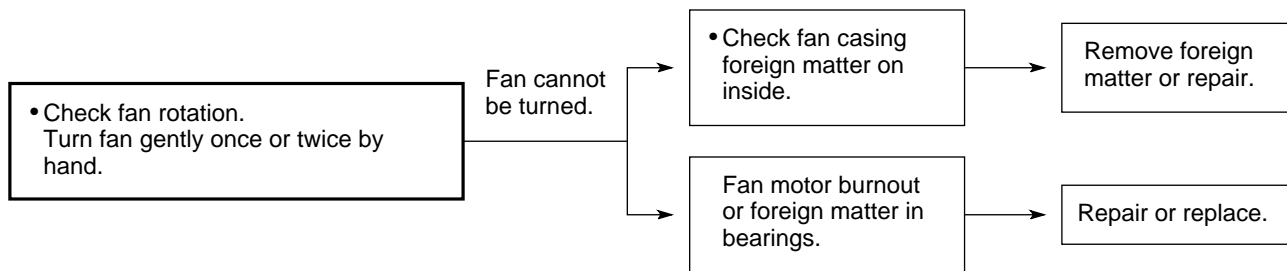 • Check fan rotation.
Turn fan gently once or twice by
hand.
Fan cannot
be turned.
• Check fan casing
foreign matter on
inside.
Remove foreign
matter or repair.
Fan motor burnout
or foreign matter in
bearings.
Repair or replace.